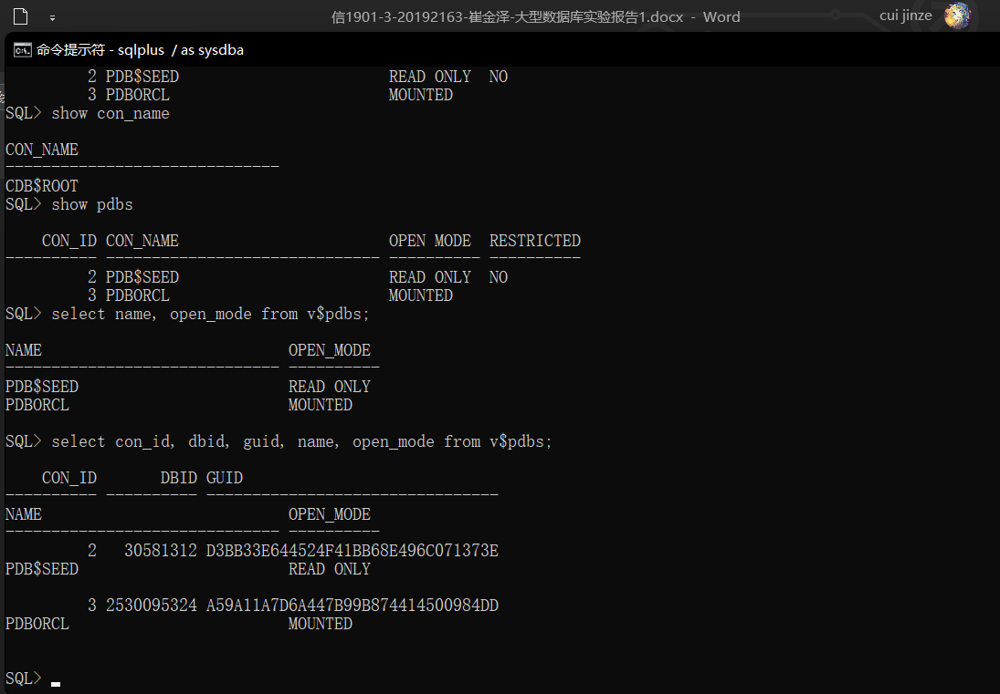 信1901-3-20192163-崔金泽-大型数据库实验报告1.docx - Word
cui jinze
命令提示符 - sqlplus / as sysdba
2 PDB$SEED READ ONLY NO
3 PDBORCL MOUNTED
SQL> show con_name
CON_NAME
------------------------------
CDB$ROOT
SQL> show pdbs
CON_ID CON_NAME OPEN MODE RESTRICTED
---------- ------------------------------ ---------- ----------
2 PDB$SEED READ ONLY NO
3 PDBORCL MOUNTED
SQL> select name, open_mode from v$pdbs;
NAME OPEN_MODE
------------------------------ ----------
PDB$SEED READ ONLY
PDBORCL MOUNTED
SQL> select con_id, dbid, guid, name, open_mode from v$pdbs;
CON_ID DBID GUID
---------- ---------- --------------------------------
NAME OPEN_MODE
------------------------------ ----------
2 30581312 D3BB33E644524F41BB68E496C071373E
PDB$SEED READ ONLY
3 2530095324 A59A11A7D6A447B99B874414500984DD
PDBORCL MOUNTED
SQL>